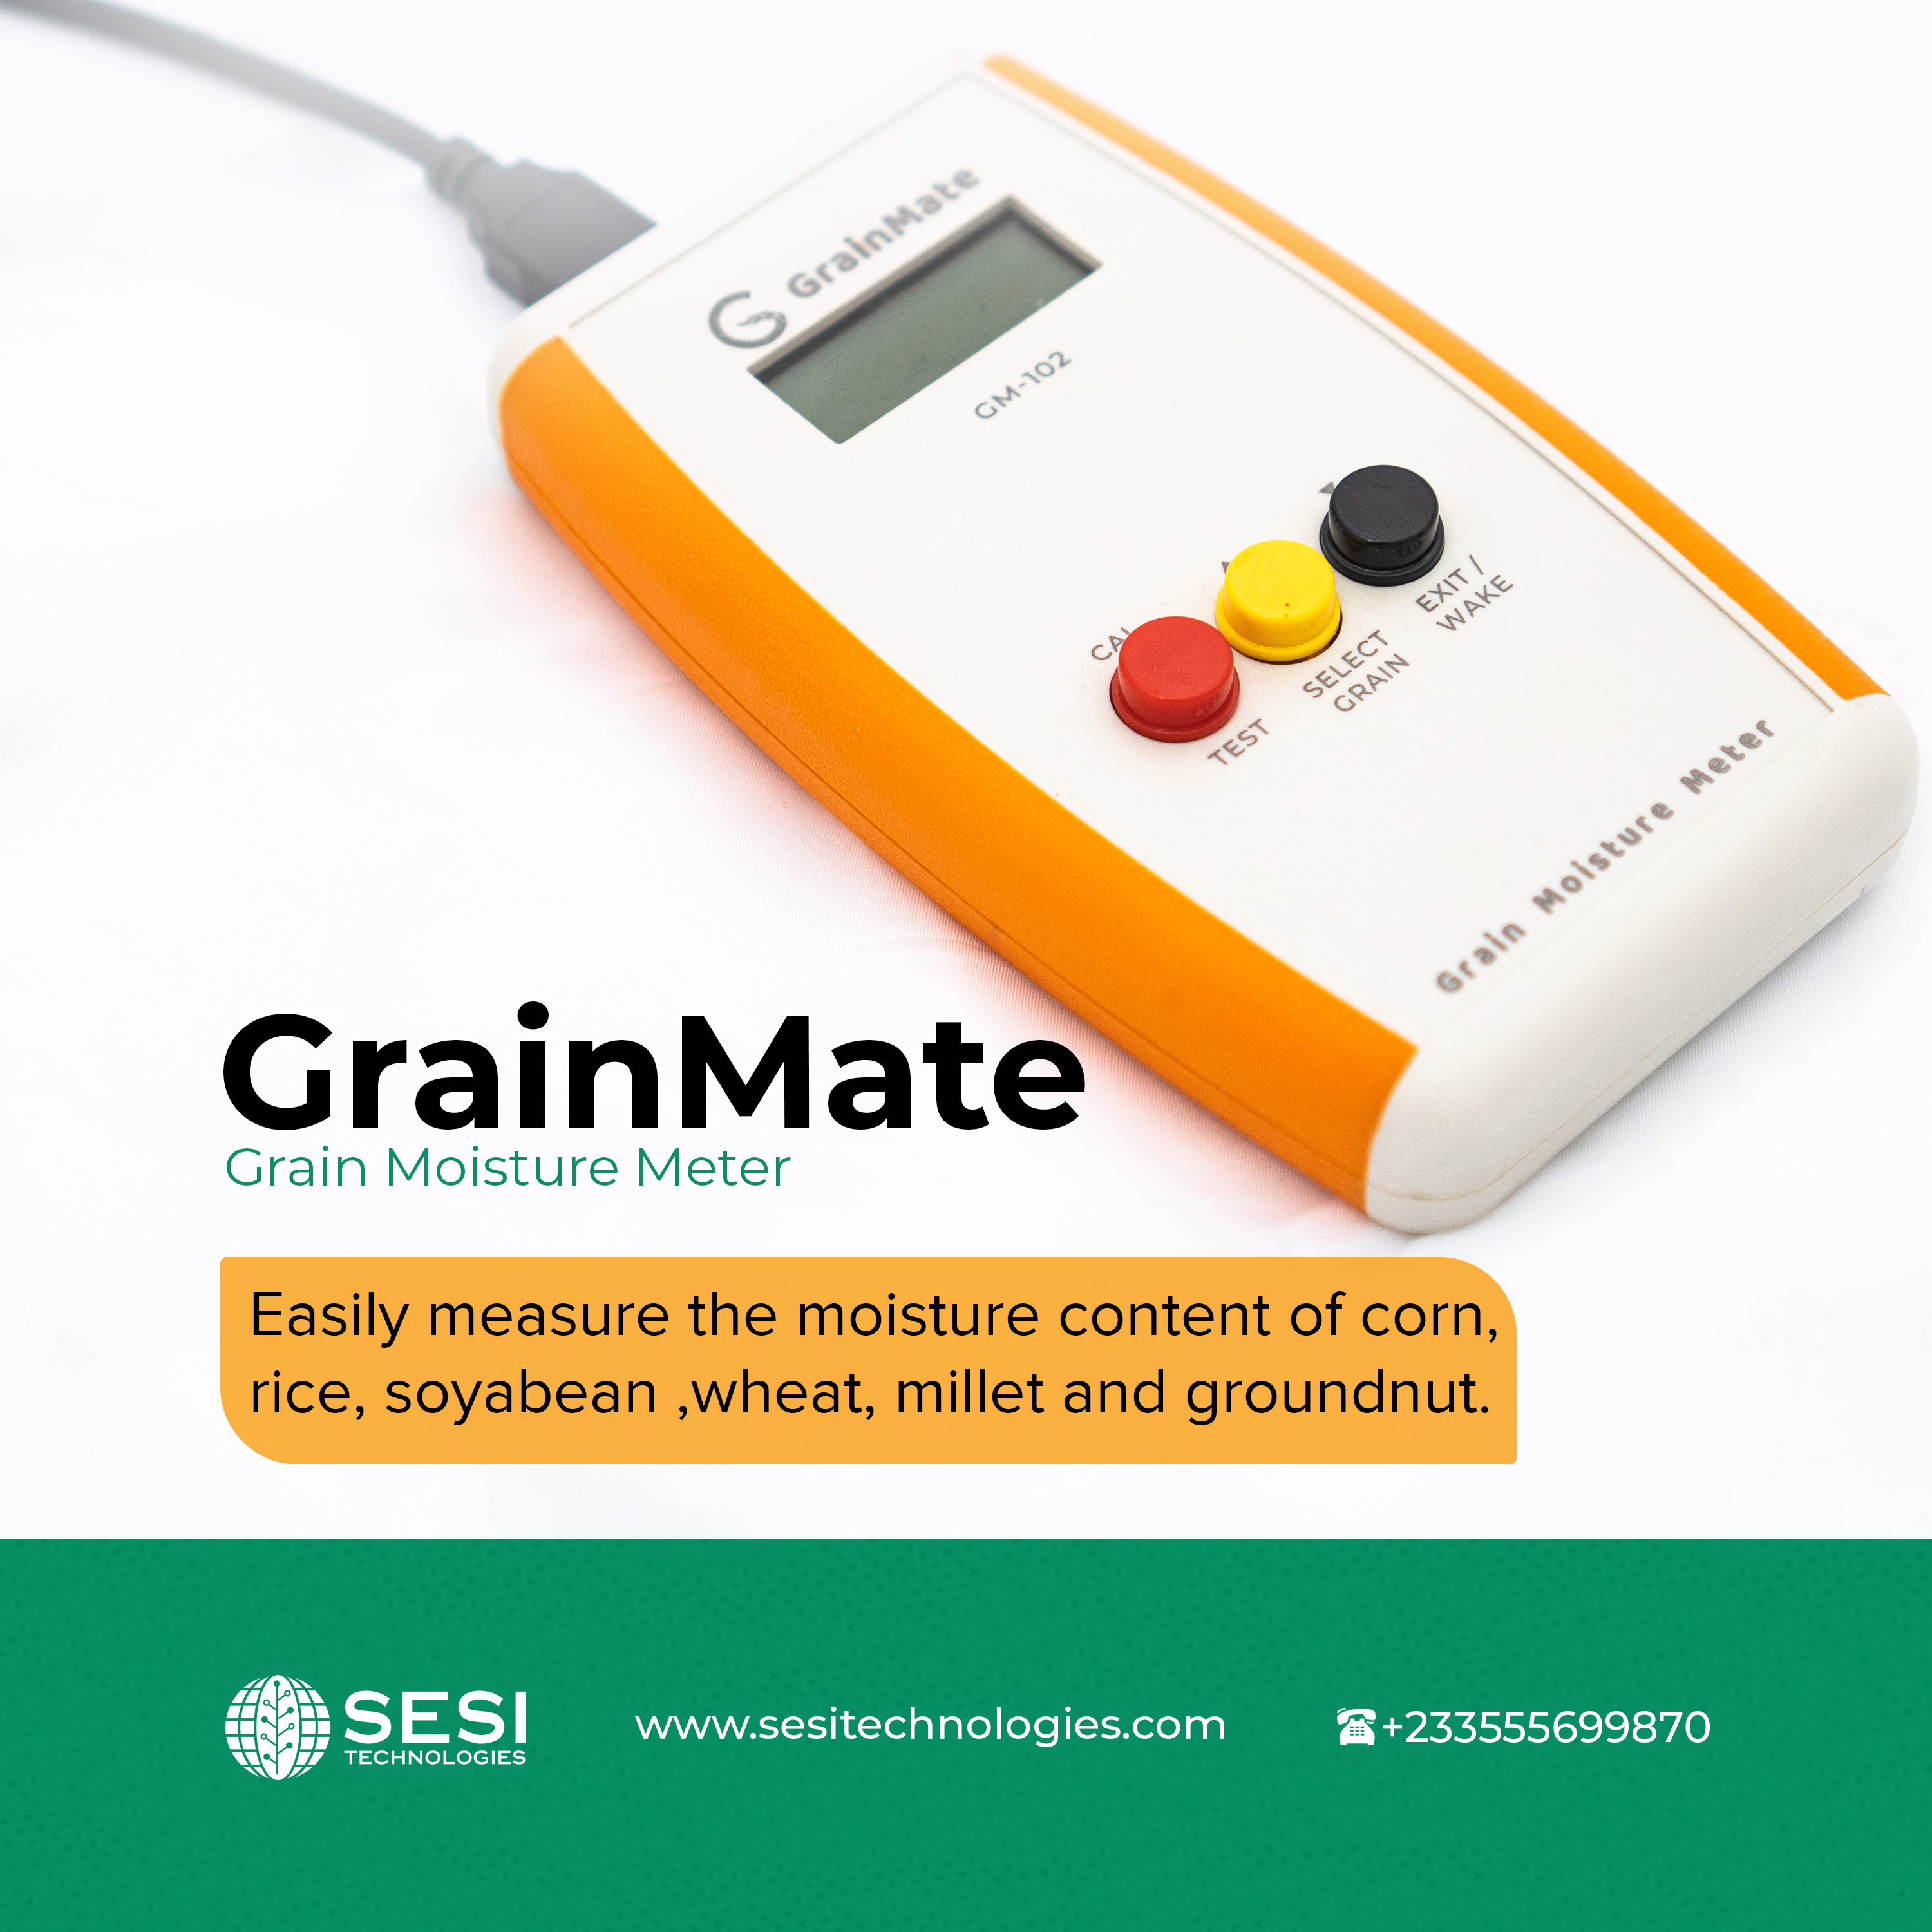 GrainMate
GM-102
CAL
EXIT /
WAKE
SELECT
GRAIN
TEST
Grain Moisture Meter
GrainMate
Grain Moisture Meter
Easily measure the moisture content of corn,
rice, soyabean ,wheat, millet and groundnut.
SESI
TECHNOLOGIES
www.sesitechnologies.com
+233555699870